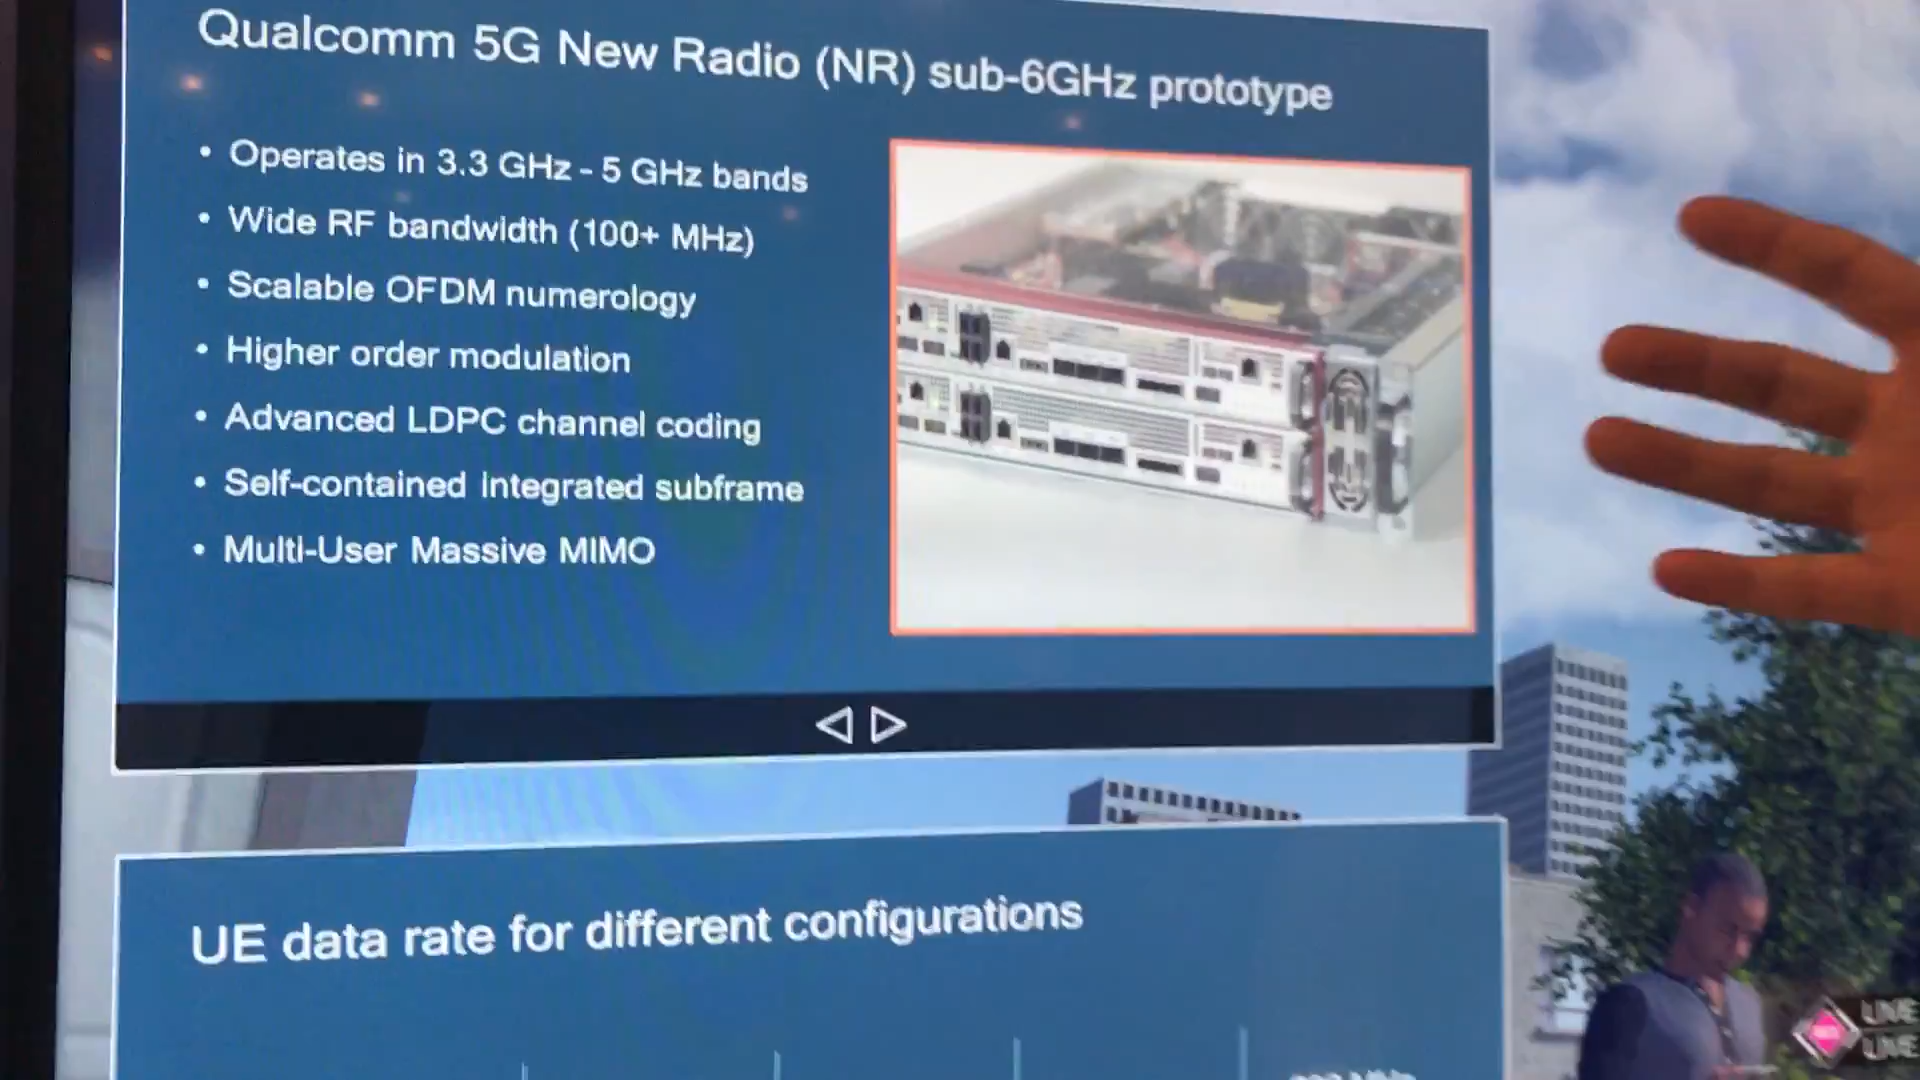 Qualcomm 5G New Radio (NR) sub-6GHz prototype
• Operates in 3.3 GHz - 5 GHz bands
• Wide RF bandwidth (100+ MHz)
• Scalable OFDM numerology
• Higher order modulation
• Advanced LDPC channel coding
• Self-contained integrated subframe
• Multi-User Massive MIMO
UE data rate for different configurations